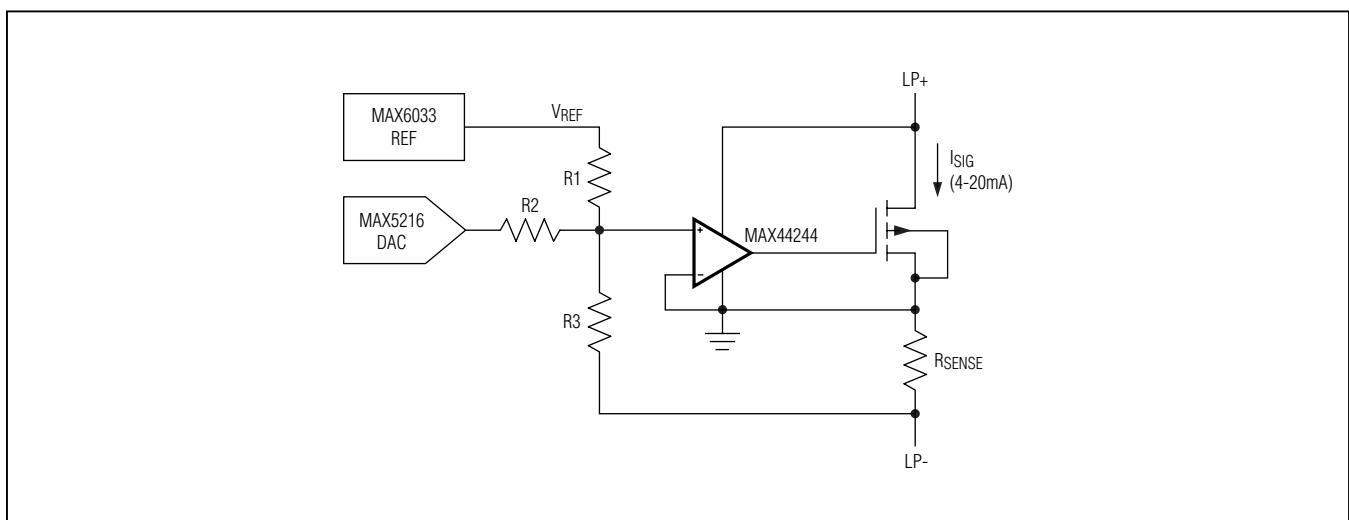 LP+
MAX6033
REF
VREF
ISIG
(4-20mA)
R1
MAX5216
DAC
R2
+
MAX44244
-
R3
RSENSE
LP-